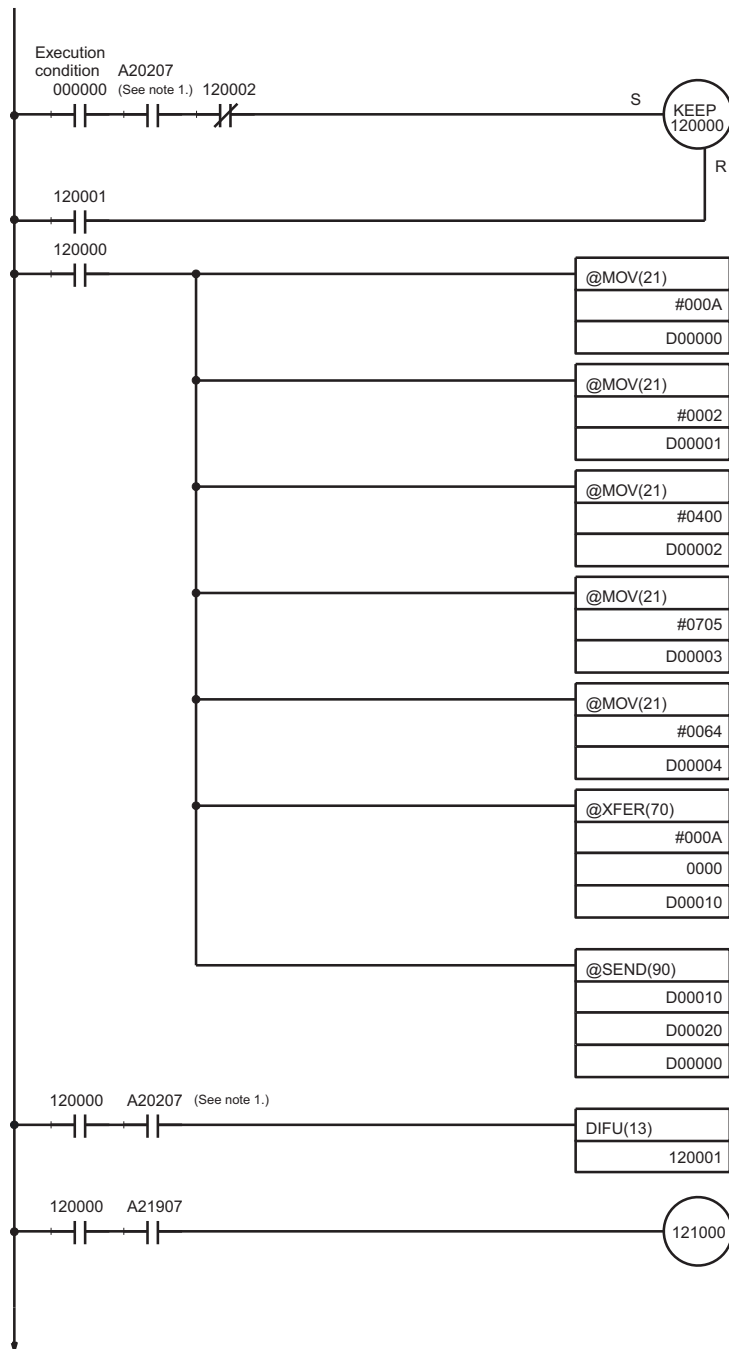 Execution
condition A20207
000000 (See note 1.) 120002
S
KEEP
120000
R
120001
120000
@MOV(21)
#000A
D00000
@MOV(21)
#0002
D00001
@MOV(21)
#0400
D00002
@MOV(21)
#0705
D00003
@MOV(21)
#0064
D00004
@XFER(70)
#000A
0000
D00010
@SEND(90)
D00010
D00020
D00000
120000 A20207 (See note 1.)
DIFU(13)
120001
120000 A21907
121000